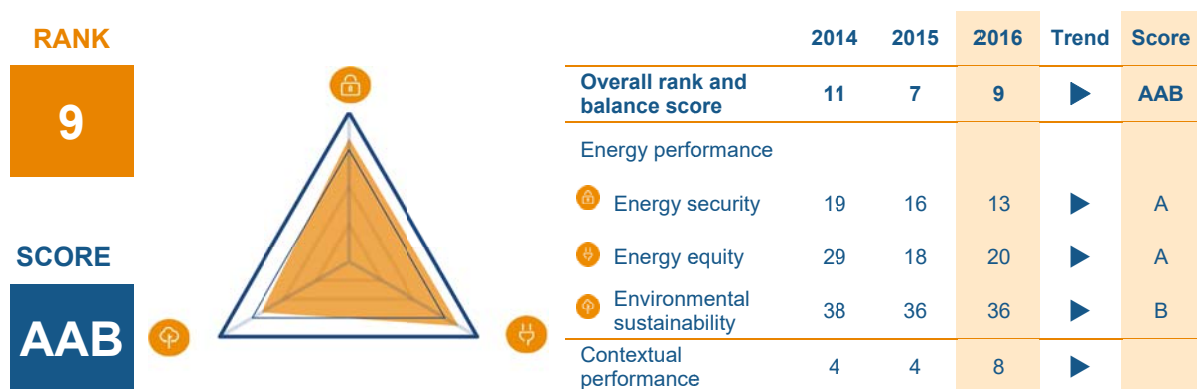 RANK
9
SCORE
AAB
2014 2015 2016 Trend Score
Overall rank and
balance score 11 7 9 AAB
Energy performance
Energy security 19 16 13 A
Energy equity 29 18 20 A
Environmental
sustainability 38 36 36 B
Contextual
performance 4 4 8